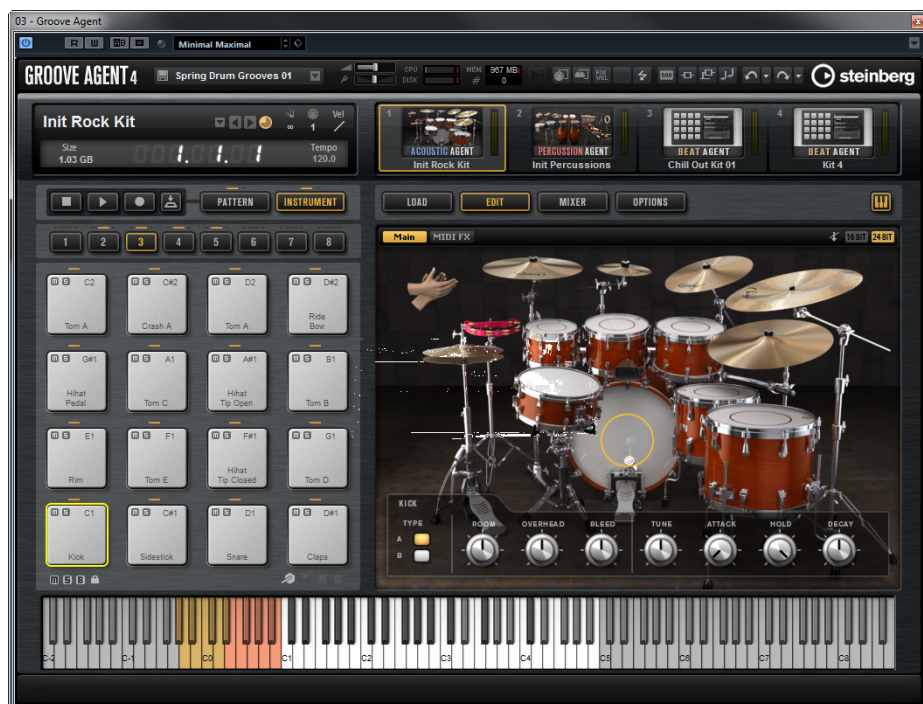 03 - Groove Agent
R W
Minimal Maximal
GROOVE AGENT 4
Spring Drum Grooves 01
CPU
DISK
MEM 967 MB
# 0
FIX
VEL
steinberg
Init Rock Kit
∞ 1
Vel
Size
1.03 GB
1. 1. 1
Tempo
120.0
1
ACOUSTIC AGENT
Init Rock Kit
2
PERCUSSION AGENT
Init Percussions
3
BEAT AGENT
Chill Out Kit 01
4
BEAT AGENT
Kit 4
PATTERN
INSTRUMENT
LOAD
EDIT
MIXER
OPTIONS
1 2 3 4 5 6 7 8
Main
MIDI FX
16 BIT
24 BIT
M S C2
Tom A
M S C#2
Crash A
M S D2
Tom A
M S D#2
Ride
Bow
M S G#1
Hihat
Pedal
M S A1
Tom C
M S A#1
Hihat
Tip Open
M S B1
Tom B
M S E1
Rim
M S F1
Tom E
M S F#1
Hihat
Tip Closed
M S G1
Tom D
M S C1
Kick
M S C#1
Sidestick
M S D1
Snare
M S D#1
Claps
M S B
KICK
TYPE
A
B
ROOM
OVERHEAD
BLEED
TUNE
ATTACK
HOLD
DECAY
C-2 C-1 C0 C1 C2 C3 C4 C5 C6 C7 C8